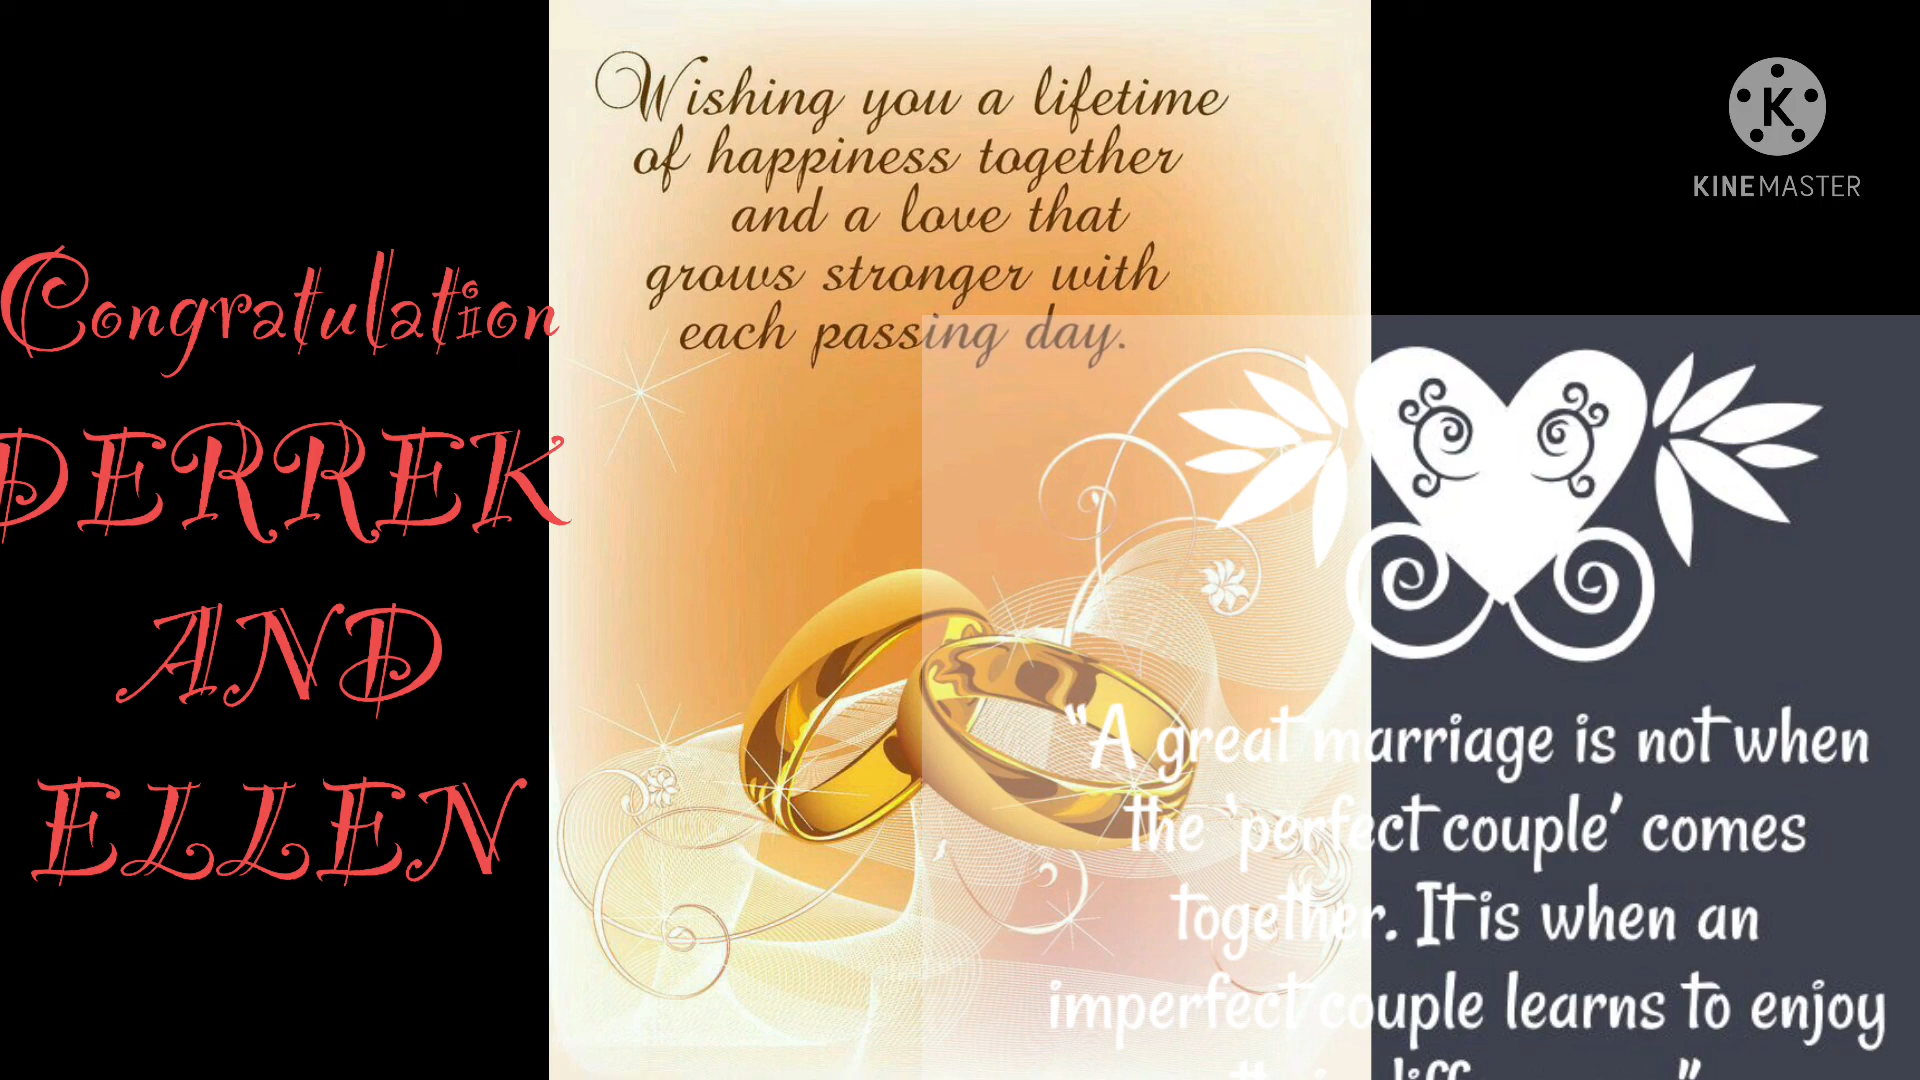 Congratulation
DERREK
AND
ELLEN
Wishing you a lifetime
of happiness together
and a love that
grows stronger with
each passing day.
K
KINEMASTER
“A great marriage is not when
the ‘perfect couple’ comes
together. It is when an
imperfect couple learns to enjoy